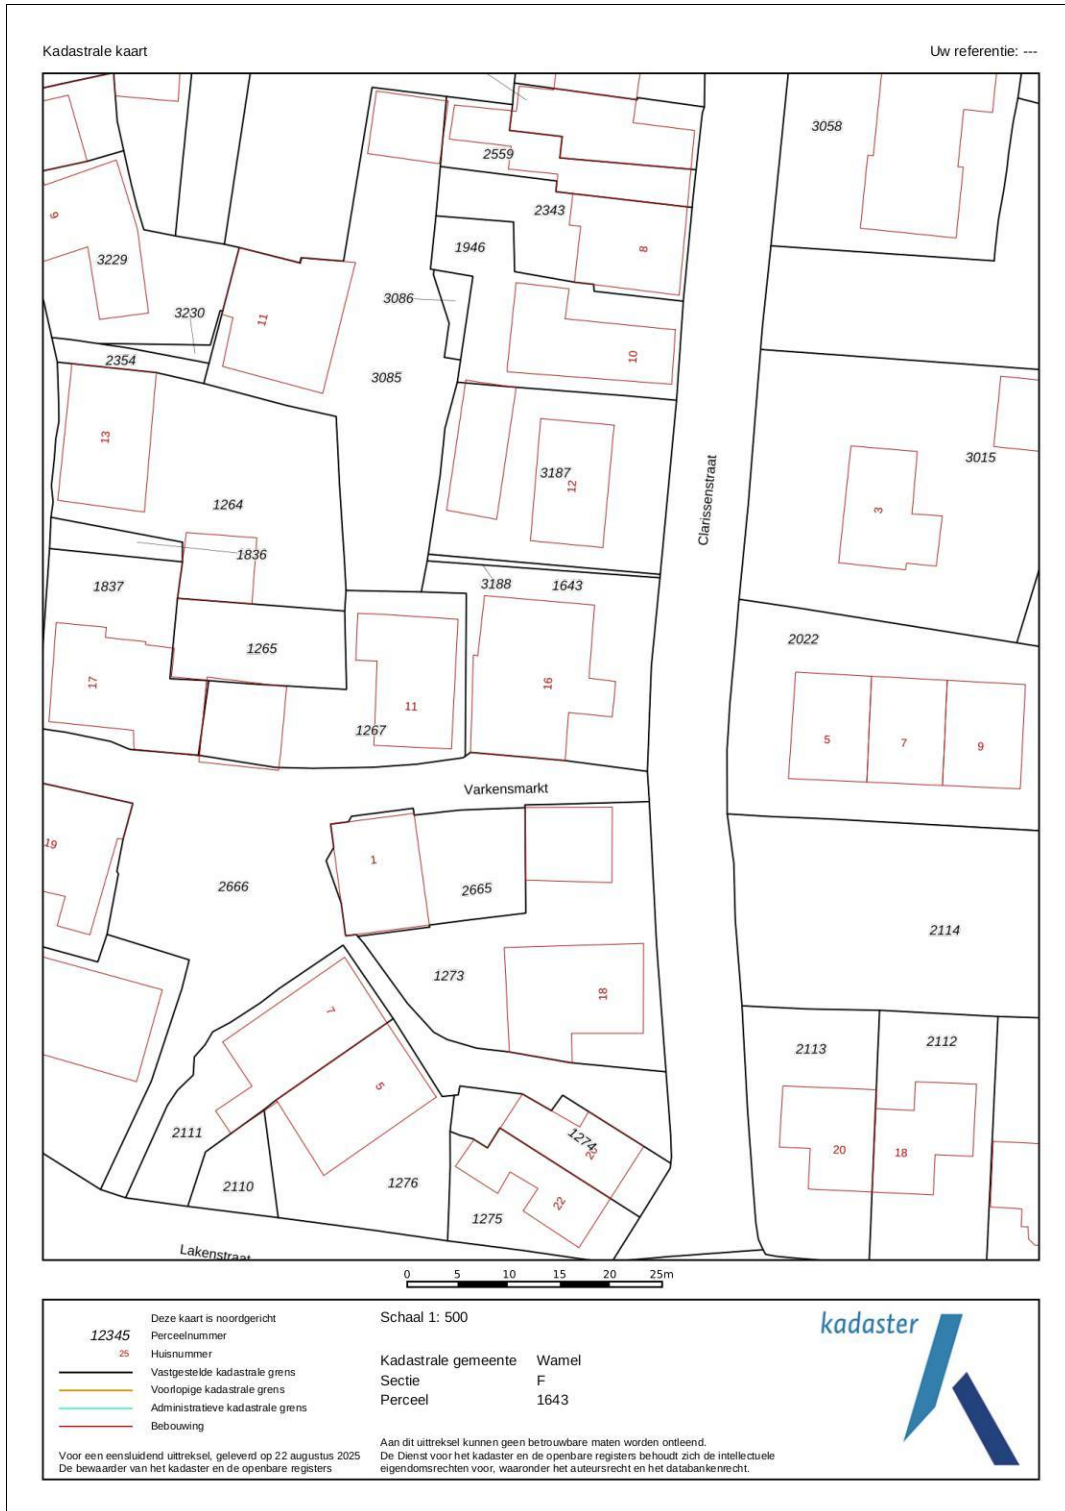 Kadastrale kaart
Uw referentie: ---
3058
2559
2343
9
8
1946
3229
3086
3230
11
10
2354
3085
13
3015
3187
12
Clarissenstraat
1264
3
1836
1837
3188
1643
2022
1265
17
16
11
1267
5
7
9
Varkensmarkt
19
1
2666
2665
2114
1273
18
7
2113
2112
5
2111
1274
20
18
2110
1276
22
1275
Lakenstraat
0 5 10 15 20 25m
Deze kaart is noordgericht
12345 Perceelnummer
25 Huisnummer
Vastgestelde kadastrale grens
Voorlopige kadastrale grens
Administratieve kadastrale grens
Bebouwing
Voor een eensluidend uittreksel, geleverd op 22 augustus 2025
De bewaarder van het kadaster en de openbare registers
Schaal 1: 500
Kadastrale gemeente Wamel
Sectie F
Perceel 1643
Aan dit uittreksel kunnen geen betrouwbare maten worden ontleend.
De Dienst voor het kadaster en de openbare registers behoudt zich de intellectuele
eigendomsrechten voor, waaronder het auteursrecht en het databankenrecht.
kadaster